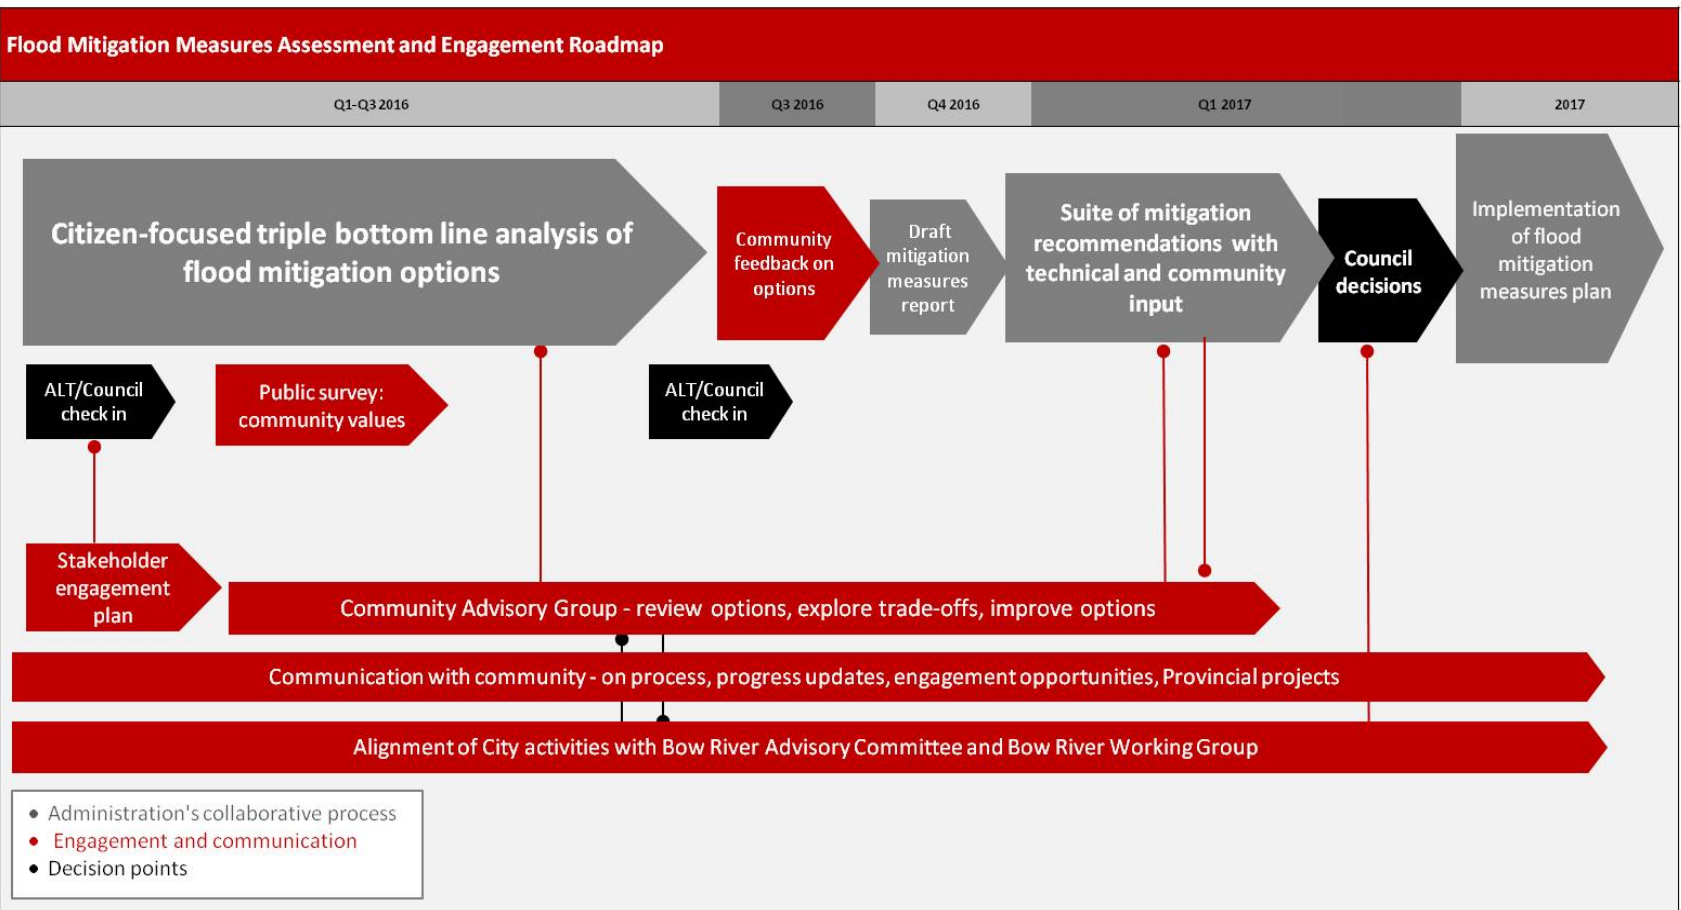 Flood Mitigation Measures Assessment and Engagement Roadmap
Q1-Q3 2016
Q3 2016
Q4 2016
Q1 2017
2017
Citizen-focused triple bottom line analysis of
flood mitigation options
Community
feedback on
options
Draft
mitigation
measures
report
Suite of mitigation
recommendations with
technical and community
input
Council
decisions
Implementation
of flood
mitigation
measures plan
ALT/Council
check in
Public survey:
community values
ALT/Council
check in
Stakeholder
engagement
plan
Community Advisory Group - review options, explore trade-offs, improve options
Communication with community - on process, progress updates, engagement opportunities, Provincial projects
Alignment of City activities with Bow River Advisory Committee and Bow River Working Group
• Administration's collaborative process
• Engagement and communication
• Decision points